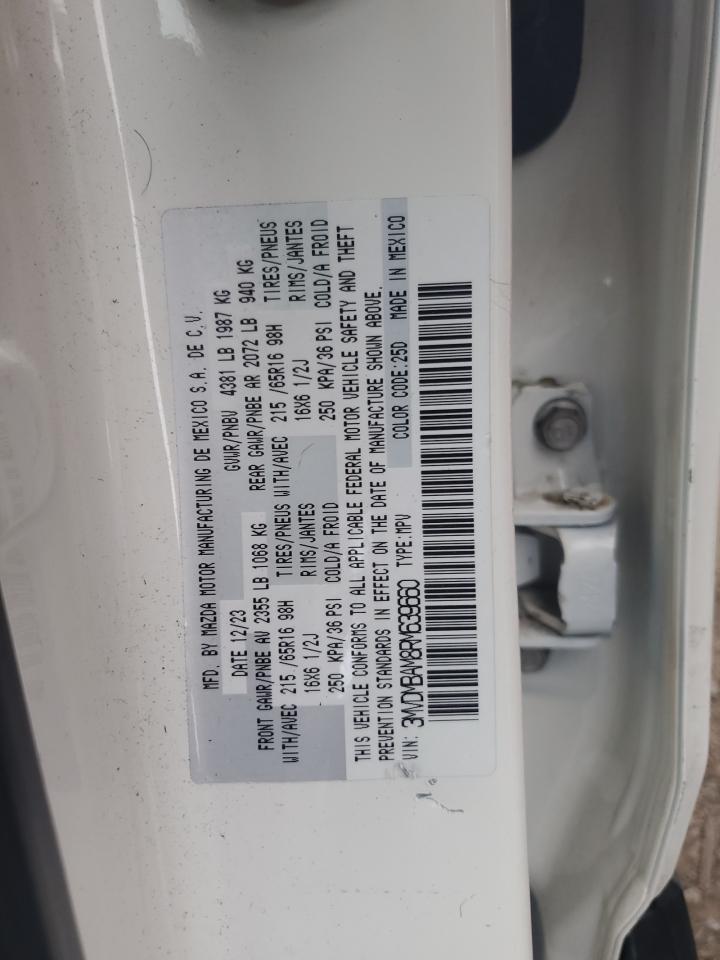 MFD. BY MAZDA MOTOR MANUFACTURING DE MEXICO S.A. DE C.V.
DATE 12/23 GVWR/PNBV 4381 LB 1987 KG
FRONT GAWR/PNBE AV 2355 LB 1068 KG REAR GAWR/PNBE AR 2072 LB 940 KG
WITH/AVEC 215 /65R16 98H TIRES/PNEUS WITH/AVEC 215 /65R16 98H TIRES/PNEUS
16X6 1/2J RIMS/JANTES 16X6 1/2J RIMS/JANTES
250 KPA/36 PSI COLD/A FROID 250 KPA/36 PSI COLD/A FROID
THIS VEHICLE CONFORMS TO ALL APPLICABLE FEDERAL MOTOR VEHICLE SAFETY AND THEFT
PREVENTION STANDARDS IN EFFECT ON THE DATE OF MANUFACTURE SHOWN ABOVE.
VIN: 3MVDMBAM8RM639660 TYPE:MPV COLOR CODE:25D MADE IN MEXICO